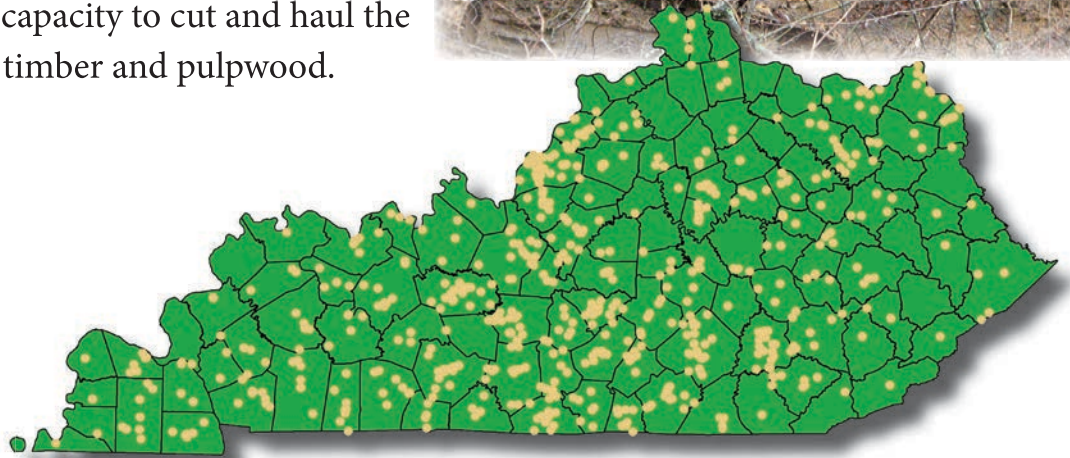 capacity to cut and haul the
timber and pulpwood.